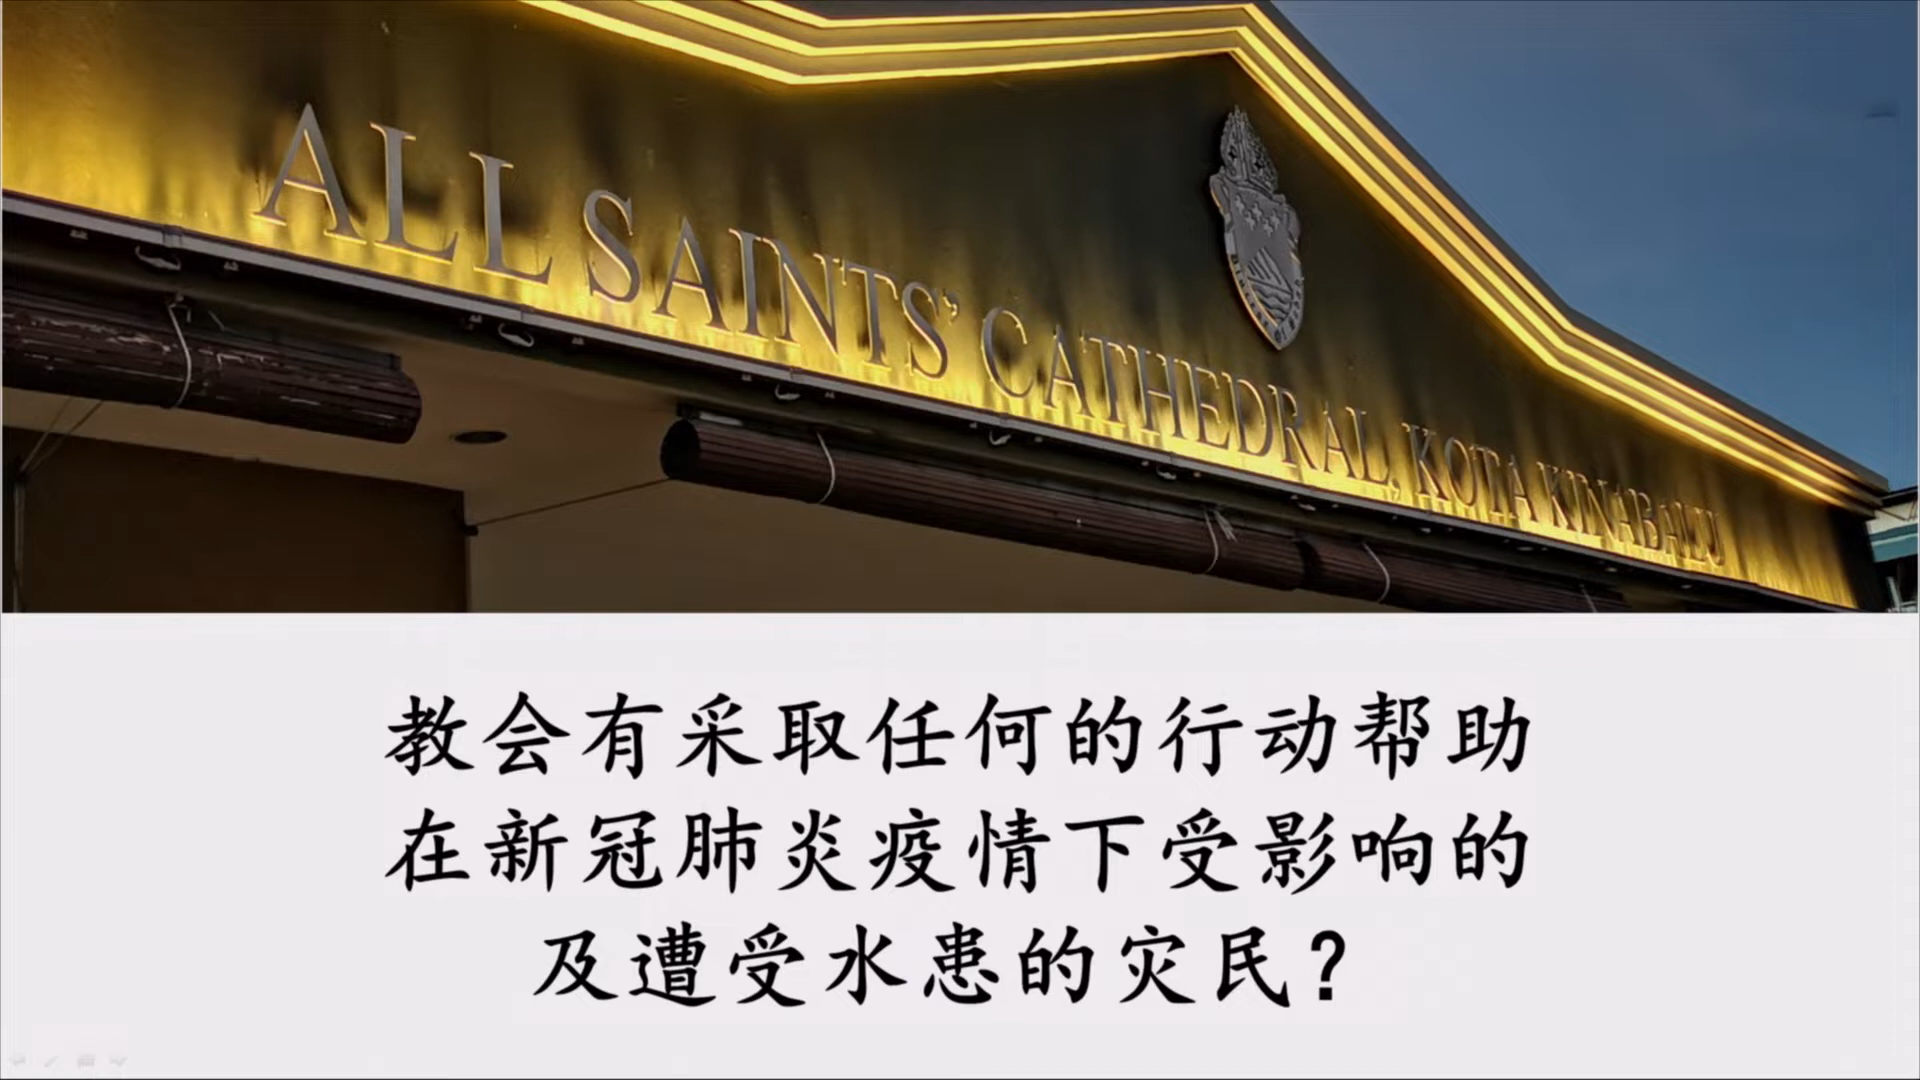 ALL SAINTS’ CATHEDRAL, KOTA KINABALU
教会有采取任何的行动帮助
在新冠肺炎疫情下受影响的
及遭受水患的灾民？